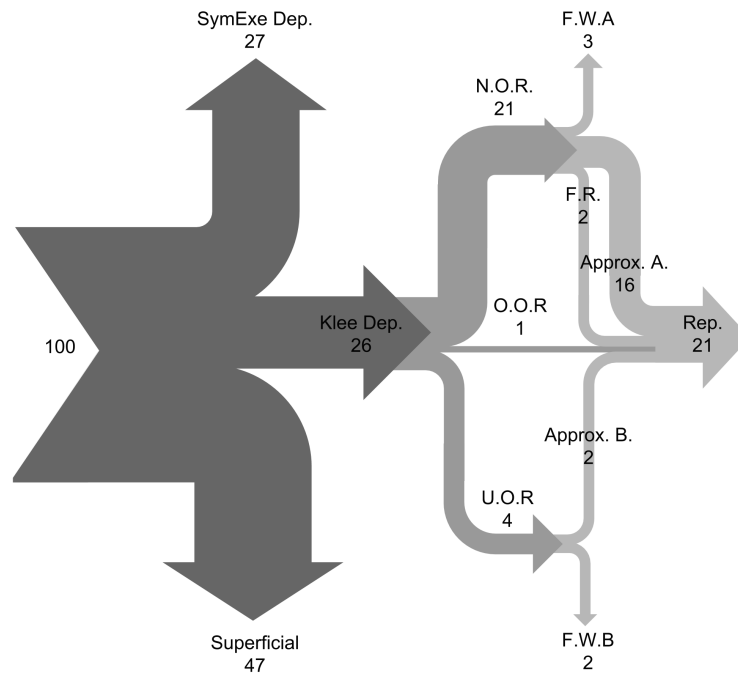 SymExe Dep.
27
F.W.A
3
N.O.R.
21
F.R.
2
Approx. A.
16
100
Klee Dep.
26
O.O.R
1
Rep.
21
Approx. B.
2
U.O.R
4
Superficial
47
F.W.B
2